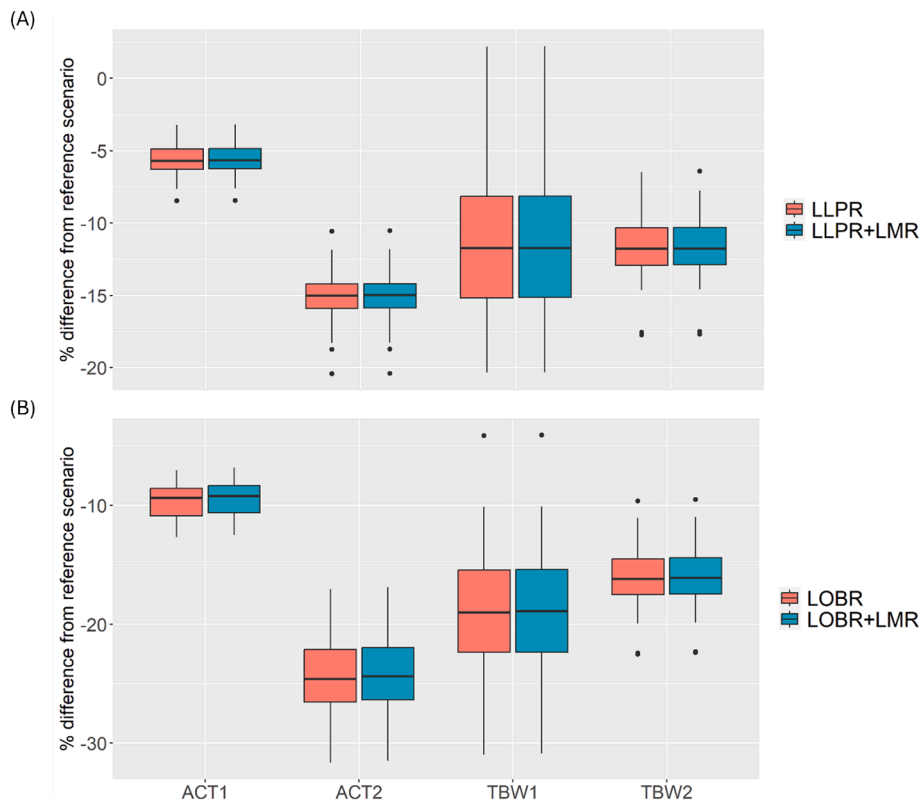 (A)
% difference from reference scenario
0
-5
-10
-15
-20
LLPR
LLPR+LMR
(B)
% difference from reference scenario
-10
-20
-30
LOBR
LOBR+LMR
ACT1 ACT2 TBW1 TBW2